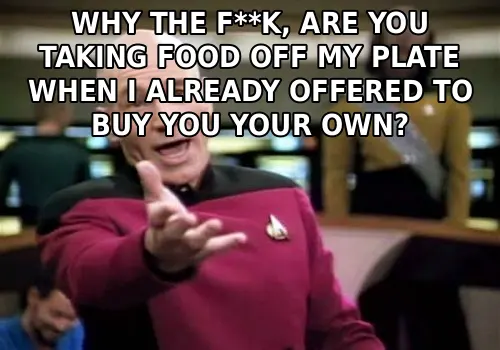 WHY THE F**K, ARE YOU
TAKING FOOD OFF MY PLATE
WHEN I ALREADY OFFERED TO
BUY YOU YOUR OWN?